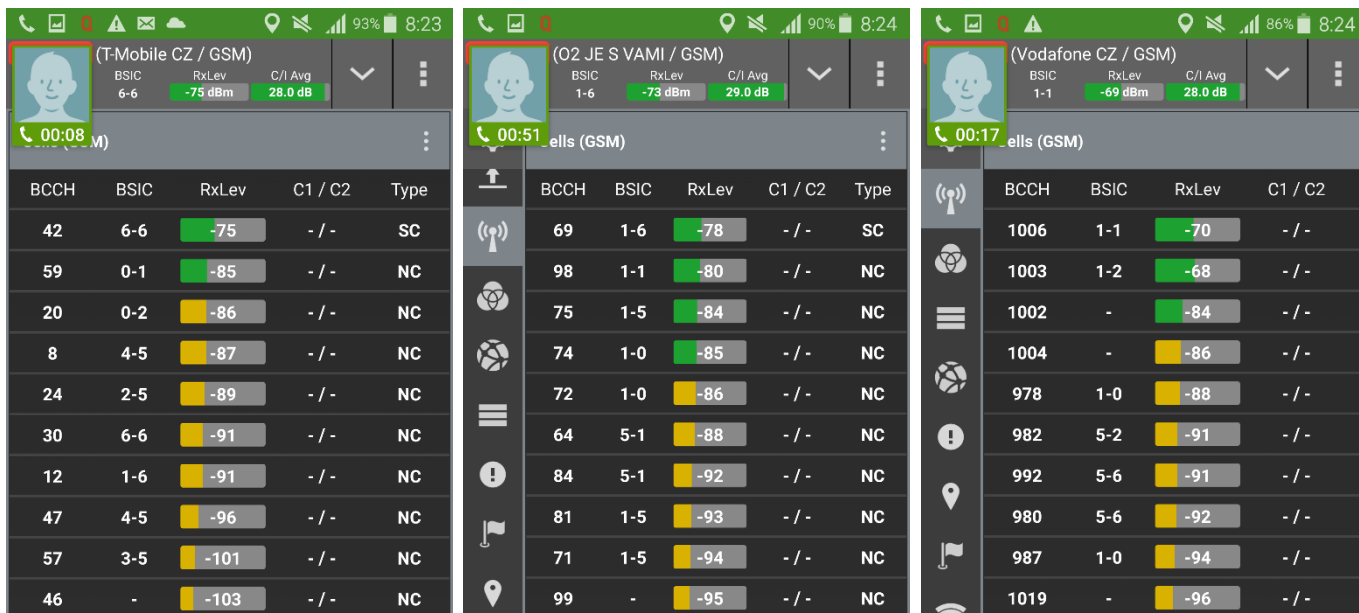 0 93% 8:23
(T-Mobile CZ / GSM)
BSIC RxLev C/I Avg
6-6 -75 dBm 28.0 dB
00:08
Cells (GSM)
BCCH BSIC RxLev C1 / C2 Type
42 6-6 -75 - / - SC
59 0-1 -85 - / - NC
20 0-2 -86 - / - NC
8 4-5 -87 - / - NC
24 2-5 -89 - / - NC
30 6-6 -91 - / - NC
12 1-6 -91 - / - NC
47 4-5 -96 - / - NC
57 3-5 -101 - / - NC
46 - -103 - / - NC
0 90% 8:24
(O2 JE S VAMI / GSM)
BSIC RxLev C/I Avg
1-6 -73 dBm 29.0 dB
00:51
Cells (GSM)
BCCH BSIC RxLev C1 / C2 Type
69 1-6 -78 - / - SC
98 1-1 -80 - / - NC
75 1-5 -84 - / - NC
74 1-0 -85 - / - NC
72 1-0 -86 - / - NC
64 5-1 -88 - / - NC
84 5-1 -92 - / - NC
81 1-5 -93 - / - NC
71 1-5 -94 - / - NC
99 - -95 - / - NC
0 86% 8:24
(Vodafone CZ / GSM)
BSIC RxLev C/I Avg
1-1 -69 dBm 28.0 dB
00:17
Cells (GSM)
BCCH BSIC RxLev C1 / C2
1006 1-1 -70 - / -
1003 1-2 -68 - / -
1002 - -84 - / -
1004 - -86 - / -
978 1-0 -88 - / -
982 5-2 -91 - / -
992 5-6 -91 - / -
980 5-6 -92 - / -
987 1-0 -94 - / -
1019 - -96 - / -